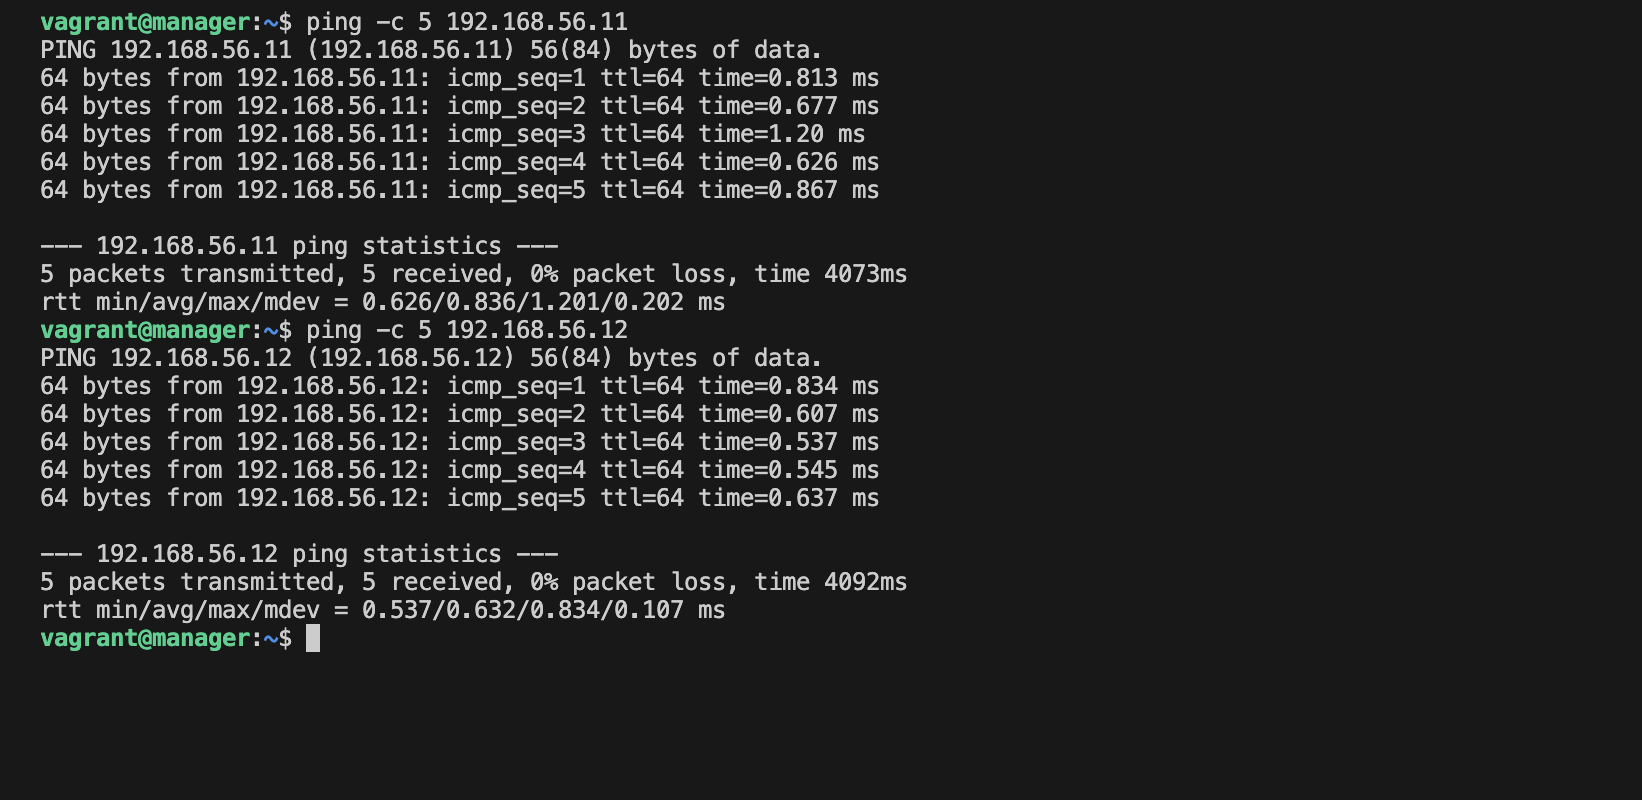 vagrant@manager:~$ ping -c 5 192.168.56.11
PING 192.168.56.11 (192.168.56.11) 56(84) bytes of data.
64 bytes from 192.168.56.11: icmp_seq=1 ttl=64 time=0.813 ms
64 bytes from 192.168.56.11: icmp_seq=2 ttl=64 time=0.677 ms
64 bytes from 192.168.56.11: icmp_seq=3 ttl=64 time=1.20 ms
64 bytes from 192.168.56.11: icmp_seq=4 ttl=64 time=0.626 ms
64 bytes from 192.168.56.11: icmp_seq=5 ttl=64 time=0.867 ms

--- 192.168.56.11 ping statistics ---
5 packets transmitted, 5 received, 0% packet loss, time 4073ms
rtt min/avg/max/mdev = 0.626/0.836/1.201/0.202 ms
vagrant@manager:~$ ping -c 5 192.168.56.12
PING 192.168.56.12 (192.168.56.12) 56(84) bytes of data.
64 bytes from 192.168.56.12: icmp_seq=1 ttl=64 time=0.834 ms
64 bytes from 192.168.56.12: icmp_seq=2 ttl=64 time=0.607 ms
64 bytes from 192.168.56.12: icmp_seq=3 ttl=64 time=0.537 ms
64 bytes from 192.168.56.12: icmp_seq=4 ttl=64 time=0.545 ms
64 bytes from 192.168.56.12: icmp_seq=5 ttl=64 time=0.637 ms

--- 192.168.56.12 ping statistics ---
5 packets transmitted, 5 received, 0% packet loss, time 4092ms
rtt min/avg/max/mdev = 0.537/0.632/0.834/0.107 ms
vagrant@manager:~$